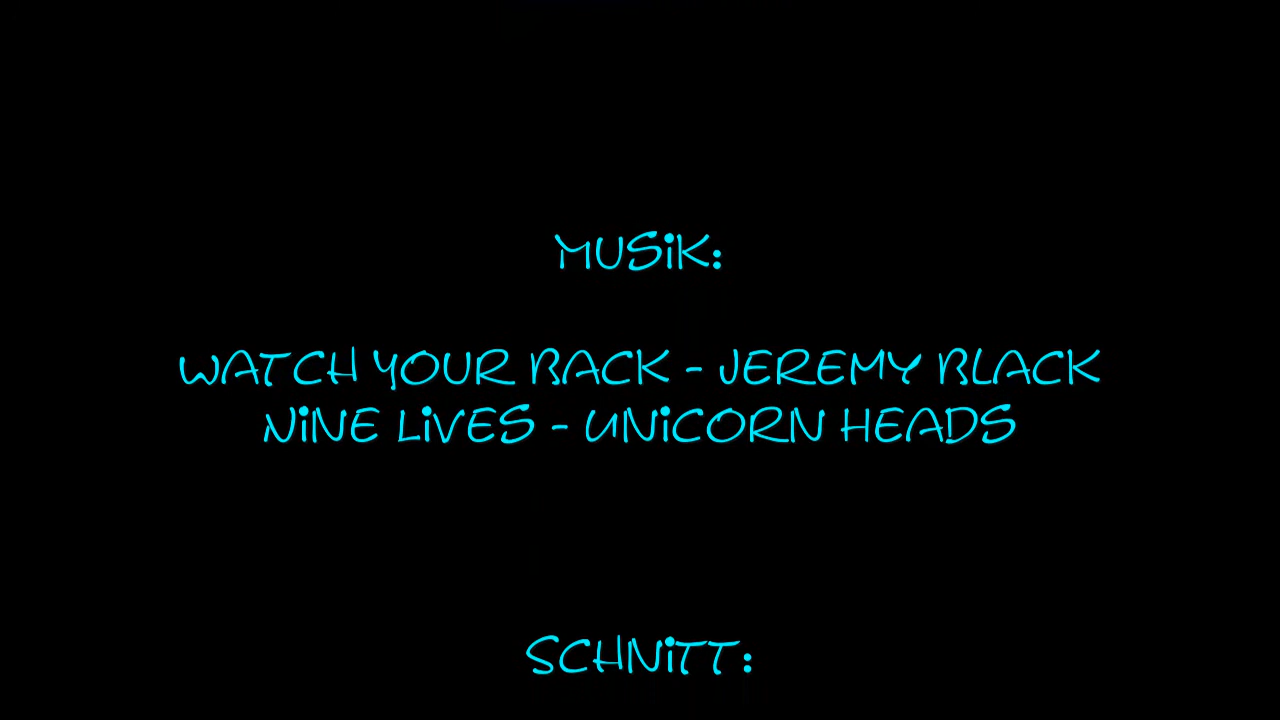 MUSIK:
WATCH YOUR BACK - JEREMY BLACK
NINE LIVES - UNICORN HEADS
SCHNITT: